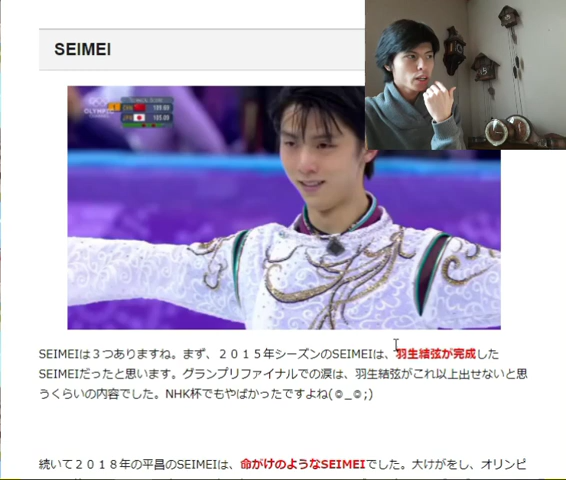 SEIMEI
SEIMEIは３つありますね。まず、２０１５年シーズンのSEIMEIは、羽生結弦が完成した
SEIMEIだったと思います。グランプリファイナルでの涙は、羽生結弦がこれ以上出せないと思
うくらいの内容でした。NHK杯でもやばかったですよね(◎_◎;)
続いて２０１８年の平昌のSEIMEIは、命がけのようなSEIMEIでした。大けがをし、オリンピ